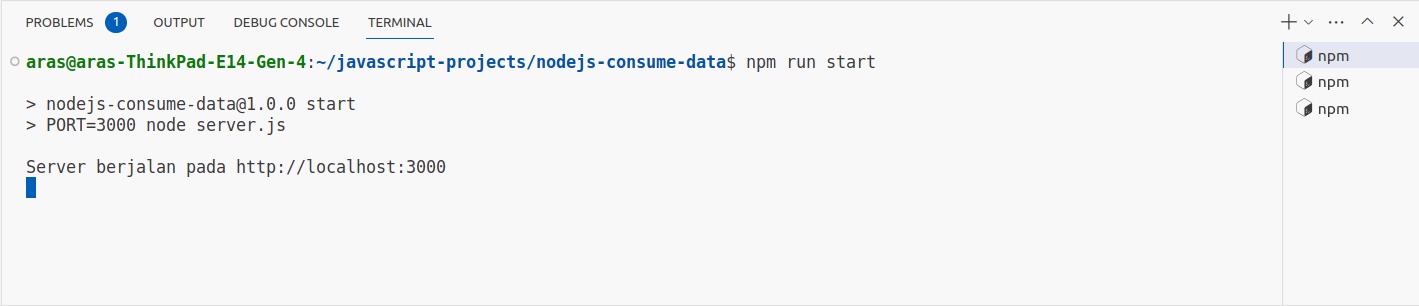 PROBLEMS 1 OUTPUT DEBUG CONSOLE TERMINAL
aras@aras-ThinkPad-E14-Gen-4:~/javascript-projects/nodejs-consume-data$ npm run start
> nodejs-consume-data@1.0.0 start
> PORT=3000 node server.js
Server berjalan pada http://localhost:3000
npm
npm
npm